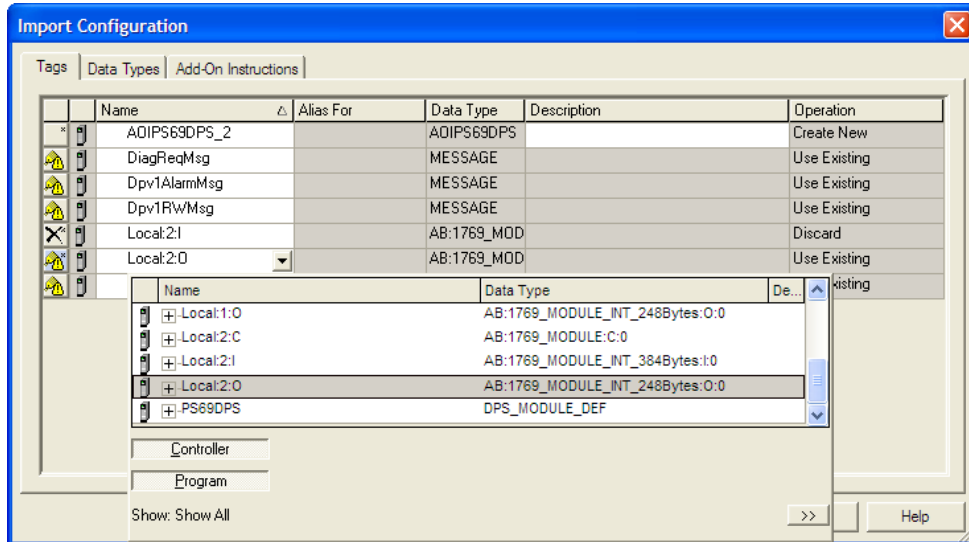 Import Configuration
Tags Data Types Add-On Instructions
Name Alias For Data Type Description Operation
AOIPS69DPS_2 AOIPS69DPS Create New
DiagReqMsg MESSAGE Use Existing
Dpv1AlarmMsg MESSAGE Use Existing
Dpv1RWMsg MESSAGE Use Existing
Local:2:I AB:1769_MOD Discard
Local:2:O AB:1769_MOD Use Existing
Name Data Type De... xisting
Local:1:O AB:1769_MODULE_INT_248Bytes:O:0
Local:2:C AB:1769_MODULE:C:0
Local:2:I AB:1769_MODULE_INT_384Bytes:I:0
Local:2:O AB:1769_MODULE_INT_248Bytes:O:0
PS69DPS DPS_MODULE_DEF
Controller
Program
Show: Show All >> Help